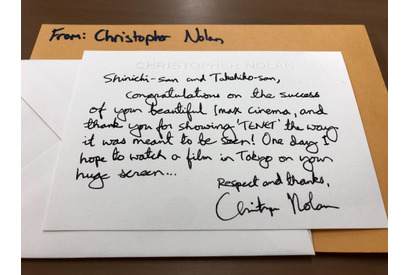 From: Christopher Nolan
CHRISTOPHER NOLAN
Shinichi-san and Takehiko-san,
Congratulations on the success
of your beautiful Imax cinema, and
thank you for showing 'TENET' the way
it was meant to be seen! One day I
hope to watch a film in Tokyo on your
huge screen...
Respect and thanks,
Christopher Nolan